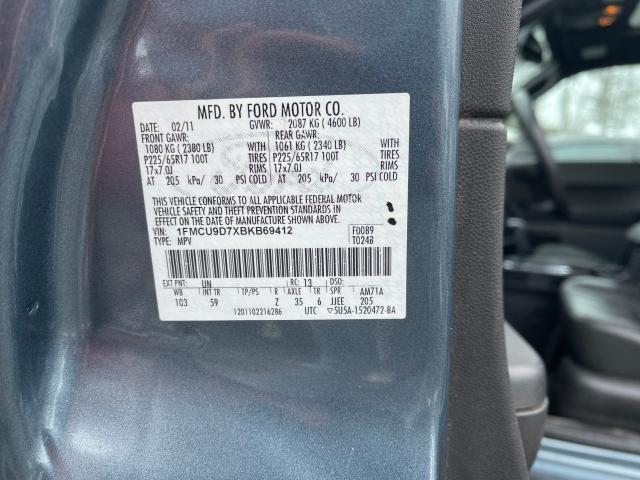 MFD. BY FORD MOTOR CO.
DATE: 02/11 GVWR: 2087 KG ( 4600 LB)
FRONT GAWR: REAR GAWR:
1080 KG ( 2380 LB) WITH 1061 KG ( 2340 LB) WITH
P225/65R17 100T TIRES P225/65R17 100T TIRES
17x7.0J RIMS 17x7.0J RIMS
AT 205 kPa/ 30 PSI COLD AT 205 kPa/ 30 PSI COLD
THIS VEHICLE CONFORMS TO ALL APPLICABLE FEDERAL MOTOR
VEHICLE SAFETY AND THEFT PREVENTION STANDARDS IN
EFFECT ON THE DATE OF MANUFACTURE SHOWN ABOVE.
VIN: 1FMCU9D7XBKB69412 F0089
TYPE: MPV T0248
EXT PNT: UN RC: 13 DSO:
WB INT TR TP/PS R AXLE TR SPR AM71A
103 59 Z 35 6 JJEE 205
1201102216286 UTC ▽5U5A-1520472-BA